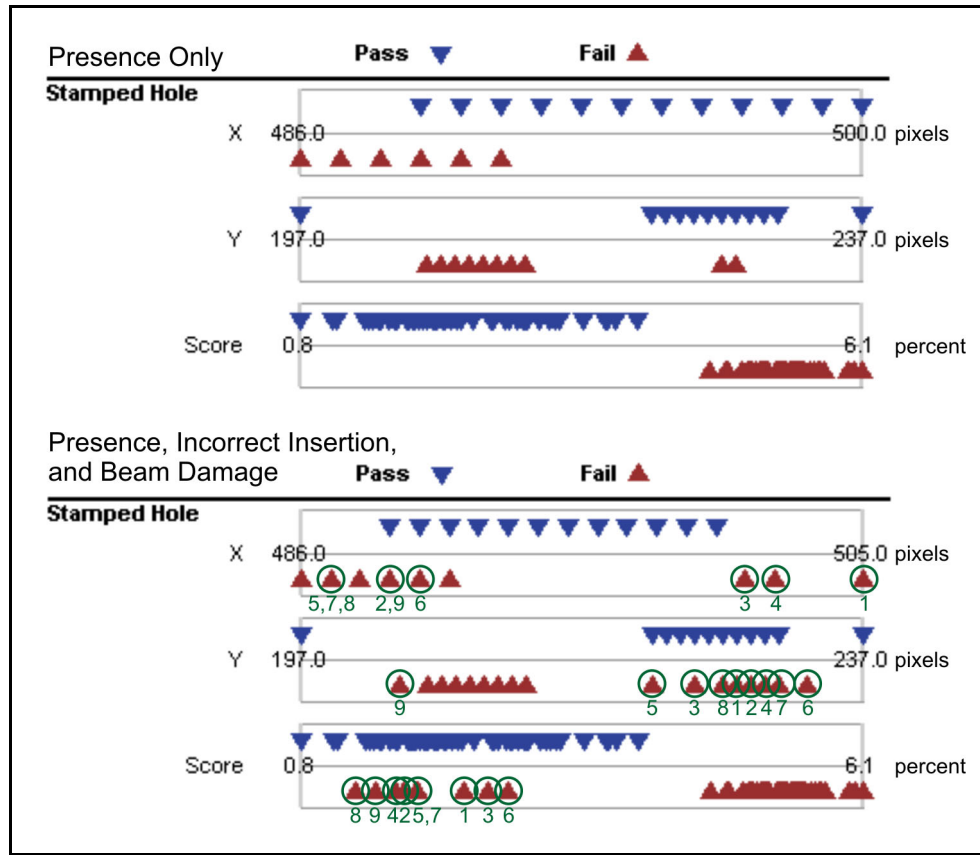 Presence Only Pass Fail
Stamped Hole
X 486.0 500.0 pixels
Y 197.0 237.0 pixels
Score 0.8 6.1 percent
Presence, Incorrect Insertion,
and Beam Damage Pass Fail
Stamped Hole
X 486.0 505.0 pixels
5,7,8 2,9 6 3 4 1
Y 197.0 237.0 pixels
9 5 3 8 1 2 4 7 6
Score 0.8 6.1 percent
8 9 4 2 5,7 1 3 6